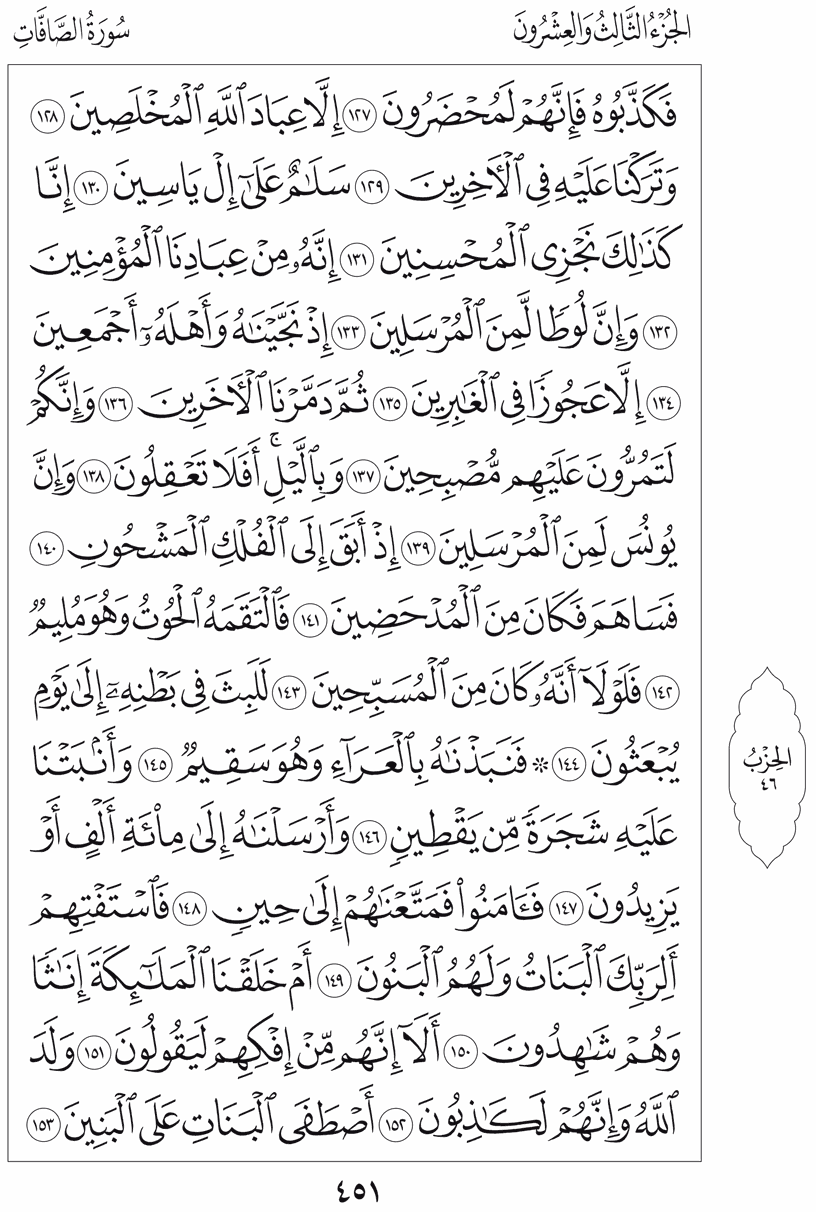 الجُزْءُ الثَّالِثُ وَالعِشْرُونَ
سُورَةُ الصَّافَّاتِ
فَكَذَّبُوهُ فَإِنَّهُمْ لَمُحْضَرُونَ ١٢٧ إِلَّا عِبَادَ ٱللَّهِ ٱلْمُخْلَصِينَ ١٢٨
وَتَرَكْنَا عَلَيْهِ فِي ٱلْأَخِرِينَ ١٢٩ سَلَٰمٌ عَلَىٰٓ إِلْ يَاسِينَ ١٣٠ إِنَّا
كَذَٰلِكَ نَجْزِي ٱلْمُحْسِنِينَ ١٣١ إِنَّهُۥ مِنْ عِبَادِنَا ٱلْمُؤْمِنِينَ
١٣٢ وَإِنَّ لُوطًا لَّمِنَ ٱلْمُرْسَلِينَ ١٣٣ إِذْ نَجَّيْنَٰهُ وَأَهْلَهُۥٓ أَجْمَعِينَ
١٣٤ إِلَّا عَجُوزًا فِي ٱلْغَٰبِرِينَ ١٣٥ ثُمَّ دَمَّرْنَا ٱلْأَخَرِينَ ١٣٦ وَإِنَّكُمْ
لَتَمُرُّونَ عَلَيْهِم مُّصْبِحِينَ ١٣٧ وَبِٱلَّيْلِۚ أَفَلَا تَعْقِلُونَ ١٣٨ وَإِنَّ
يُونُسَ لَمِنَ ٱلْمُرْسَلِينَ ١٣٩ إِذْ أَبَقَ إِلَى ٱلْفُلْكِ ٱلْمَشْحُونِ ١٤٠
فَسَاهَمَ فَكَانَ مِنَ ٱلْمُدْحَضِينَ ١٤١ فَٱلْتَقَمَهُ ٱلْحُوتُ وَهُوَ مُلِيمٌ
١٤٢ فَلَوْلَآ أَنَّهُۥ كَانَ مِنَ ٱلْمُسَبِّحِينَ ١٤٣ لَلَبِثَ فِي بَطْنِهِۦٓ إِلَىٰ يَوْمِ
يُبْعَثُونَ ١٤٤ ۞ فَنَبَذْنَٰهُ بِٱلْعَرَآءِ وَهُوَ سَقِيمٌ ١٤٥ وَأَنۢبَتْنَا
عَلَيْهِ شَجَرَةً مِّن يَقْطِينٍ ١٤٦ وَأَرْسَلْنَٰهُ إِلَىٰ مِا۟ئَةِ أَلْفٍ أَوْ
يَزِيدُونَ ١٤٧ فَـَٔامَنُوا۟ فَمَتَّعْنَٰهُمْ إِلَىٰ حِينٍ ١٤٨ فَٱسْتَفْتِهِمْ
أَلِرَبِّكَ ٱلْبَنَاتُ وَلَهُمُ ٱلْبَنُونَ ١٤٩ أَمْ خَلَقْنَا ٱلْمَلَٰٓئِكَةَ إِنَٰثًا
وَهُمْ شَٰهِدُونَ ١٥٠ أَلَآ إِنَّهُم مِّنْ إِفْكِهِمْ لَيَقُولُونَ ١٥١ وَلَدَ
ٱللَّهُ وَإِنَّهُمْ لَكَٰذِبُونَ ١٥٢ أَصْطَفَى ٱلْبَنَاتِ عَلَى ٱلْبَنِينَ ١٥٣
الحِزْبُ
٤٦
٤٥١